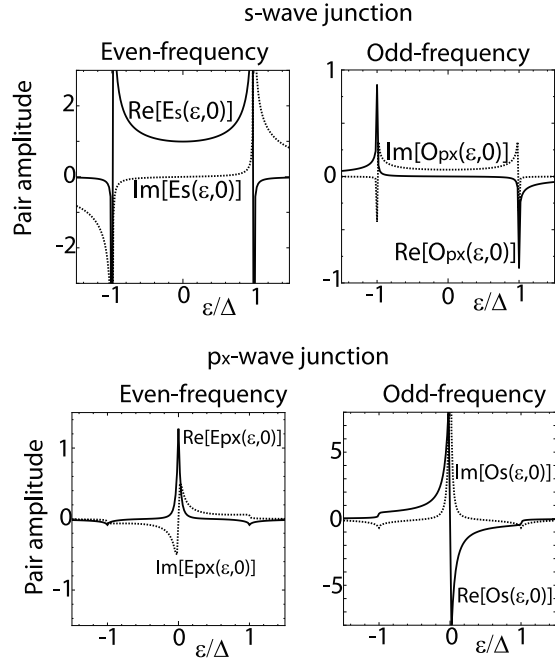 s-wave junction
Even-frequency
Odd-frequency
Pair amplitude
2
0
-2
Re[Es(ε,0)]
Im[Es(ε,0)]
-1
0
1
ε/Δ
1
0
-1
Im[Opx(ε,0)]
Re[Opx(ε,0)]
-1
0
1
ε/Δ
px-wave junction
Even-frequency
Odd-frequency
Pair amplitude
1
0
-1
Re[Epx(ε,0)]
Im[Epx(ε,0)]
-1
0
1
ε/Δ
5
0
-5
Im[Os(ε,0)]
Re[Os(ε,0)]
-1
0
1
ε/Δ